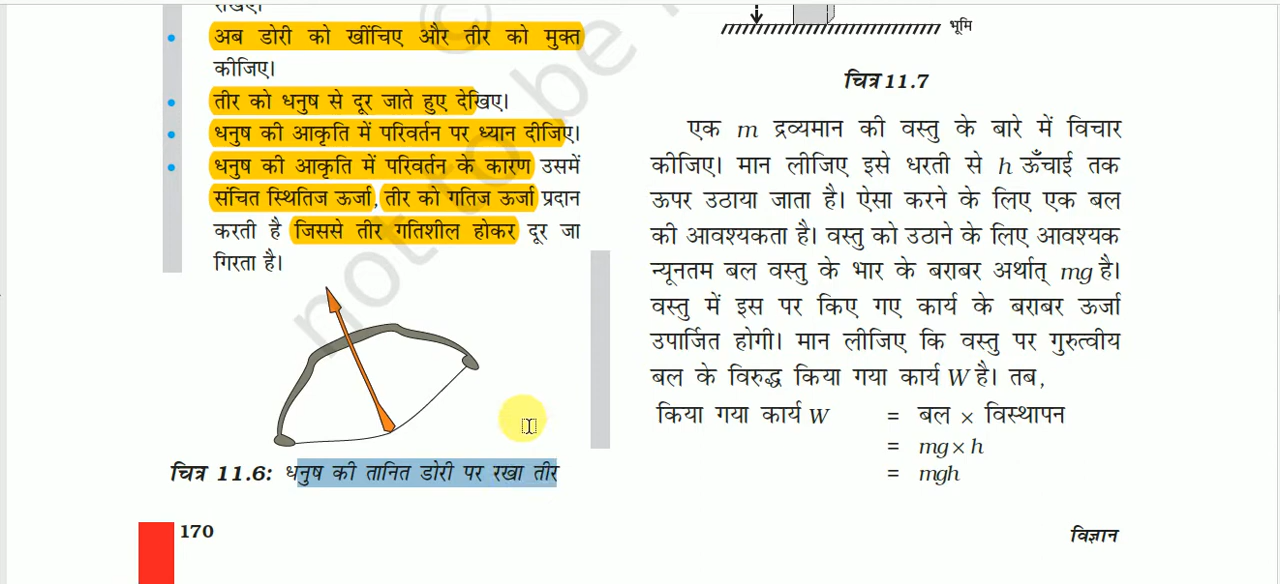 रखिए।
अब डोरी को खींचिए और तीर को मुक्त
कीजिए।
तीर को धनुष से दूर जाते हुए देखिए।
धनुष की आकृति में परिवर्तन पर ध्यान दीजिए।
धनुष की आकृति में परिवर्तन के कारण उसमें
संचित स्थितिज ऊर्जा, तीर को गतिज ऊर्जा प्रदान
करती है जिससे तीर गतिशील होकर दूर जा
गिरता है।
चित्र 11.6: धनुष की तानित डोरी पर रखा तीर
170
भूमि
चित्र 11.7
एक m द्रव्यमान की वस्तु के बारे में विचार
कीजिए। मान लीजिए इसे धरती से h ऊँचाई तक
ऊपर उठाया जाता है। ऐसा करने के लिए एक बल
की आवश्यकता है। वस्तु को उठाने के लिए आवश्यक
न्यूनतम बल वस्तु के भार के बराबर अर्थात् mg है।
वस्तु में इस पर किए गए कार्य के बराबर ऊर्जा
उपार्जित होगी। मान लीजिए कि वस्तु पर गुरुत्वीय
बल के विरुद्ध किया गया कार्य W है। तब,
किया गया कार्य W = बल × विस्थापन
= mg × h
= mgh
विज्ञान
©
not to be